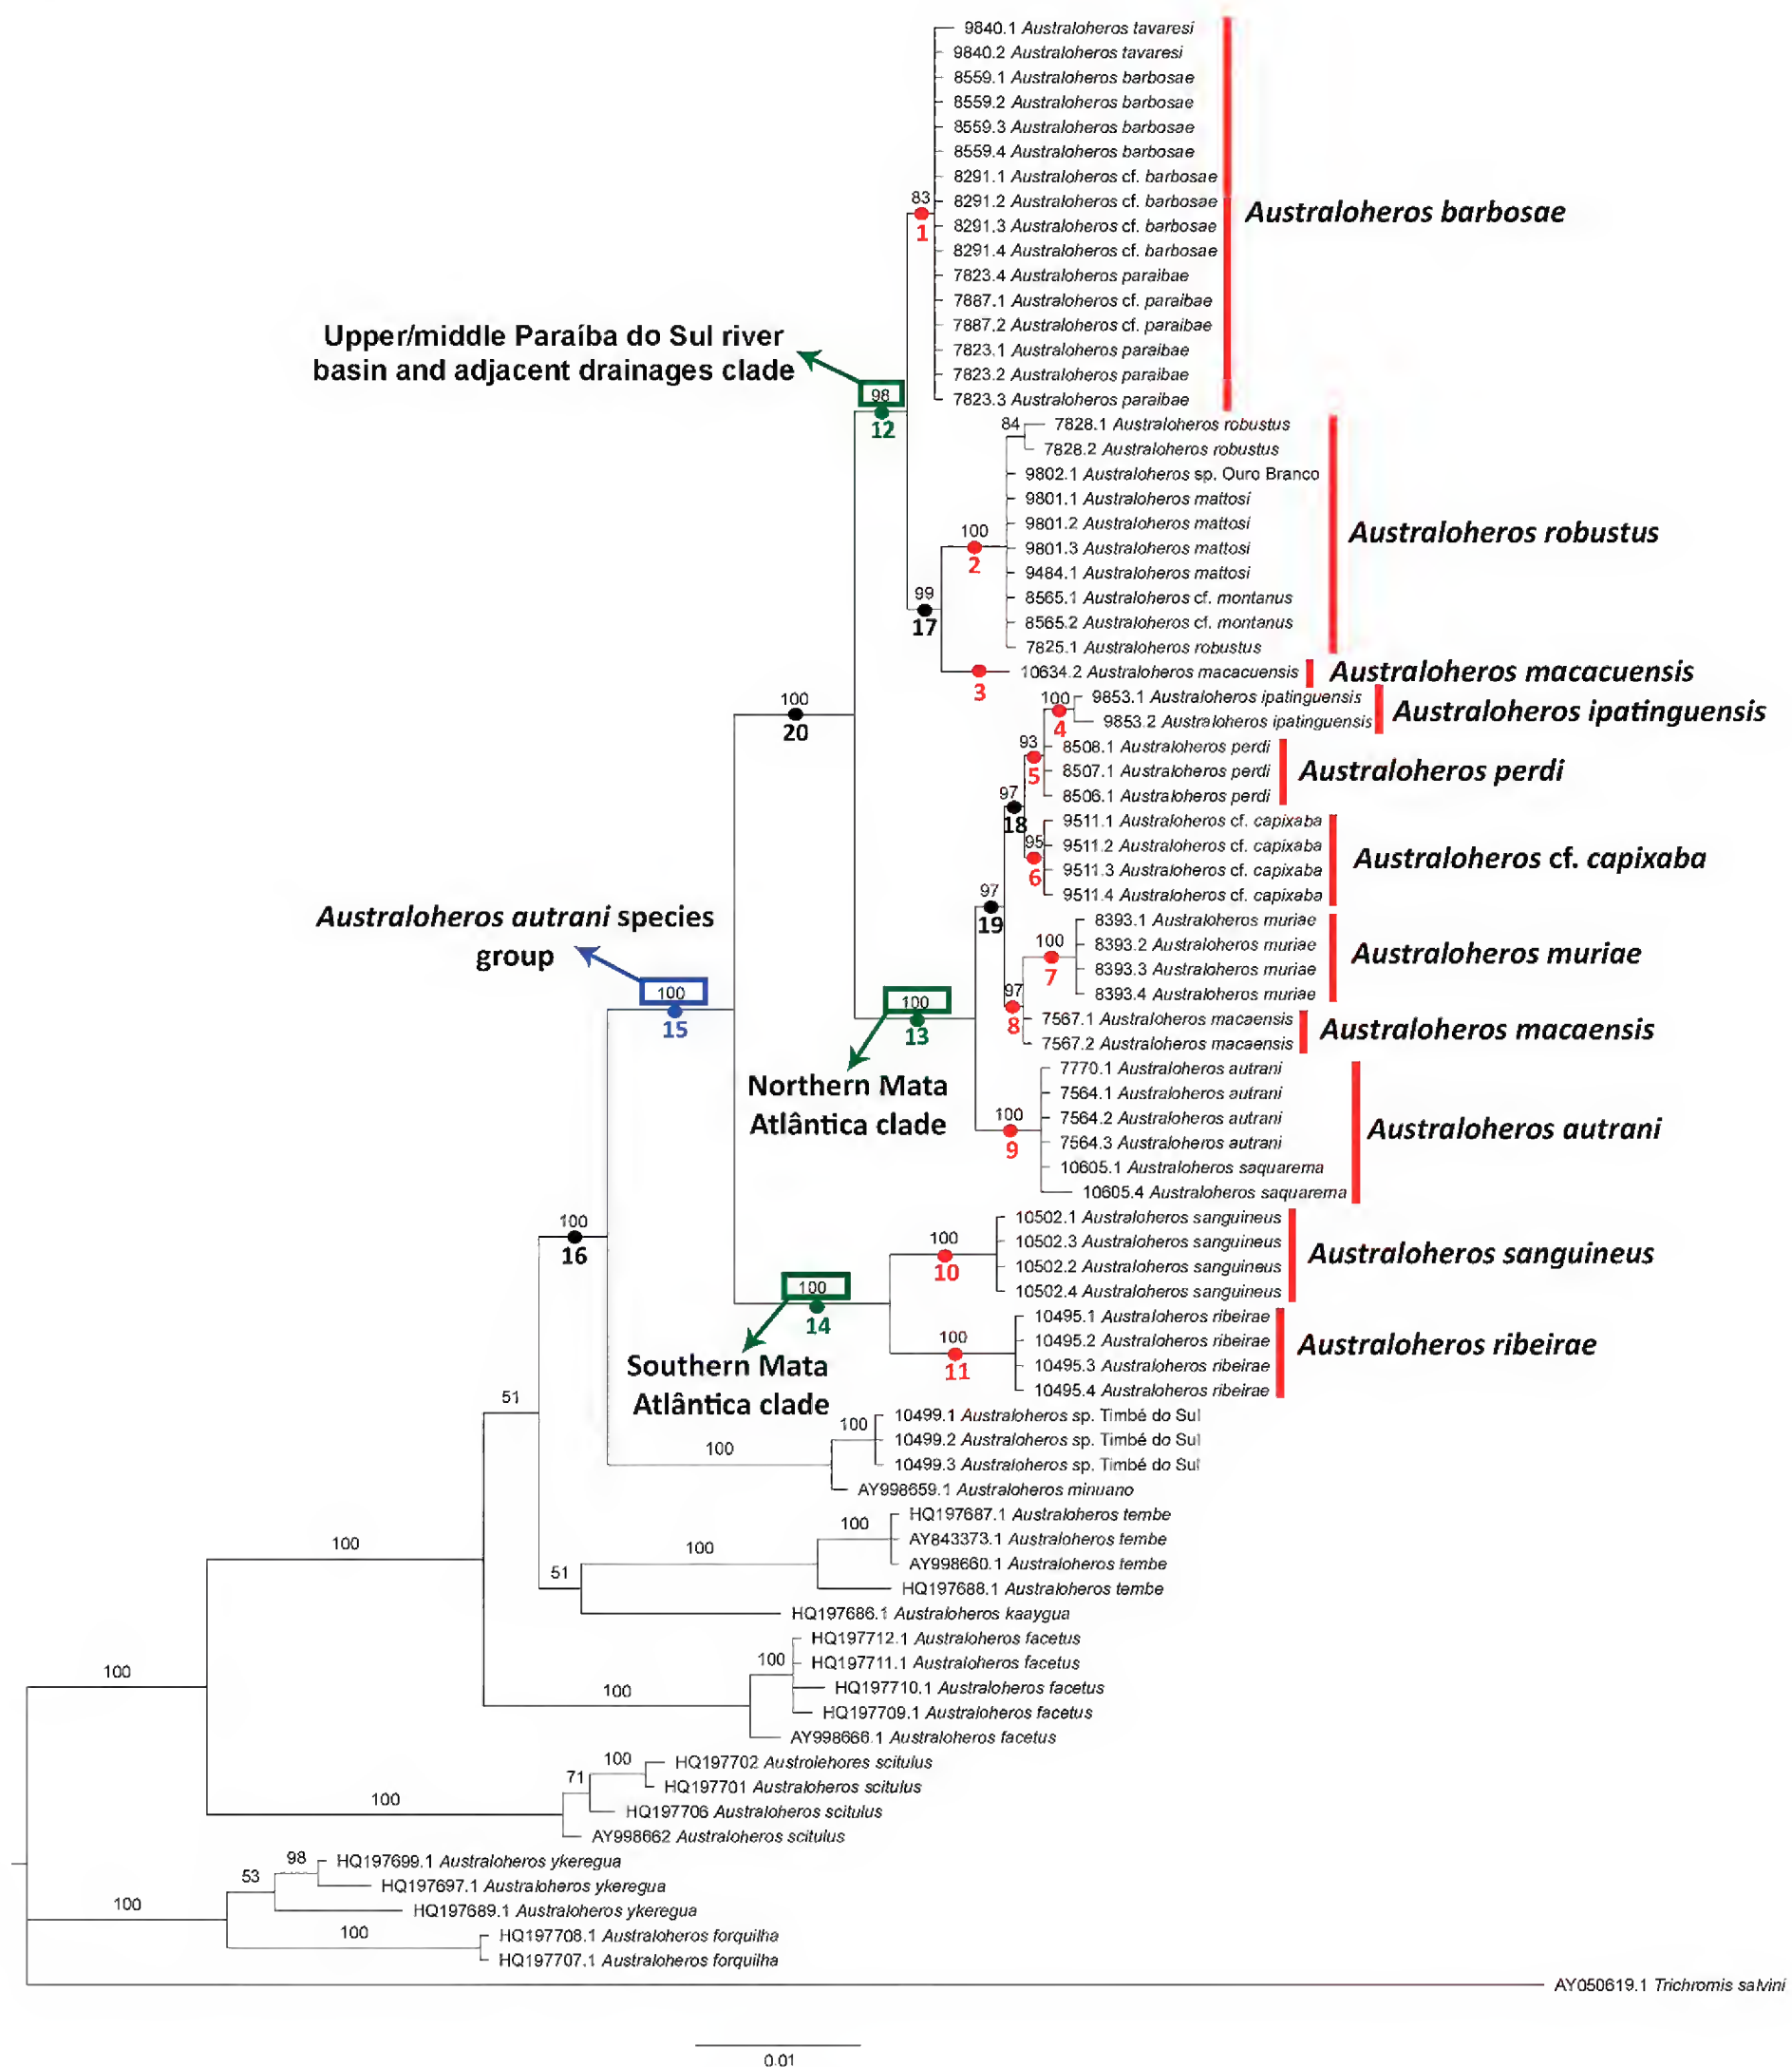 9840.1 Australoheros tavaresi
9840.2 Australoheros tavaresi
8559.1 Australoheros barbosae
8559.2 Australoheros barbosae
8559.3 Australoheros barbosae
8559.4 Australoheros barbosae
8291.1 Australoheros cf. barbosae
83
8291.2 Australoheros cf. barbosae
Australoheros barbosae
8291.3 Australoheros cf. barbosae
1
8291.4 Australoheros cf. barbosae
7823.4 Australoheros paraibae
7887.1 Australoheros cf. paraibae
7887.2 Australoheros cf. paraibae
Upper/middle Paraíba do Sul river
basin and adjacent drainages clade
7823.1 Australoheros paraibae
7823.2 Australoheros paraibae
98
12
7823.3 Australoheros paraibae
84
7828.1 Australoheros robustus
7828.2 Australoheros robustus
9802.1 Australoheros sp. Ouro Branco
9801.1 Australoheros mattosi
9801.2 Australoheros mattosi
Australoheros robustus
100
2
9801.3 Australoheros mattosi
9484.1 Australoheros mattosi
99
17
8565.1 Australoheros cf. montanus
8565.2 Australoheros cf. montanus
7825.1 Australoheros robustus
3
10634.2 Australoheros macacuensis
Australoheros macacuensis
100
20
100
4
9853.1 Australoheros ipatinguensis
9853.2 Australoheros ipatinguensis
Australoheros ipatinguensis
93
5
8508.1 Australoheros perdi
8507.1 Australoheros perdi
8506.1 Australoheros perdi
Australoheros perdi
97
18
9511.1 Australoheros cf. capixaba
95
6
9511.2 Australoheros cf. capixaba
9511.3 Australoheros cf. capixaba
9511.4 Australoheros cf. capixaba
Australoheros cf. capixaba
97
19
8393.1 Australoheros muriae
100
7
8393.2 Australoheros muriae
8393.3 Australoheros muriae
8393.4 Australoheros muriae
Australoheros muriae
Australoheros autrani species
group
100
15
100
13
97
8
7567.1 Australoheros macaensis
7567.2 Australoheros macaensis
Australoheros macaensis
Northern Mata
Atlântica clade
7770.1 Australoheros autrani
7564.1 Australoheros autrani
100
9
7564.2 Australoheros autrani
7564.3 Australoheros autrani
10605.1 Australoheros saquarema
10605.4 Australoheros saquarema
Australoheros autrani
100
16
10502.1 Australoheros sanguineus
100
10
10502.3 Australoheros sanguineus
10502.2 Australoheros sanguineus
10502.4 Australoheros sanguineus
Australoheros sanguineus
100
14
Southern Mata
Atlântica clade
10495.1 Australoheros ribeirae
100
11
10495.2 Australoheros ribeirae
10495.3 Australoheros ribeirae
10495.4 Australoheros ribeirae
Australoheros ribeirae
51
100
100
10499.1 Australoheros sp. Timbé do Sul
10499.2 Australoheros sp. Timbé do Sul
10499.3 Australoheros sp. Timbé do Sul
AY998659.1 Australoheros minuano
HQ197687.1 Australoheros tembe
100
AY843373.1 Australoheros tembe
100
100
AY998660.1 Australoheros tembe
51
HQ197688.1 Australoheros tembe
HQ197686.1 Australoheros kaaygua
HQ197712.1 Australoheros facetus
100
HQ197711.1 Australoheros facetus
100
100
HQ197710.1 Australoheros facetus
HQ197709.1 Australoheros facetus
AY998666.1 Australoheros facetus
100
HQ197702 Austrolehores scitulus
71
HQ197701 Australoheros scitulus
100
HQ197706 Australoheros scitulus
AY998662 Australoheros scitulus
98
HQ197699.1 Australoheros ykeregua
53
HQ197697.1 Australoheros ykeregua
100
HQ197689.1 Australoheros ykeregua
100
HQ197708.1 Australoheros forquilha
HQ197707.1 Australoheros forquilha
AY050619.1 Trichromis salvini
0.01